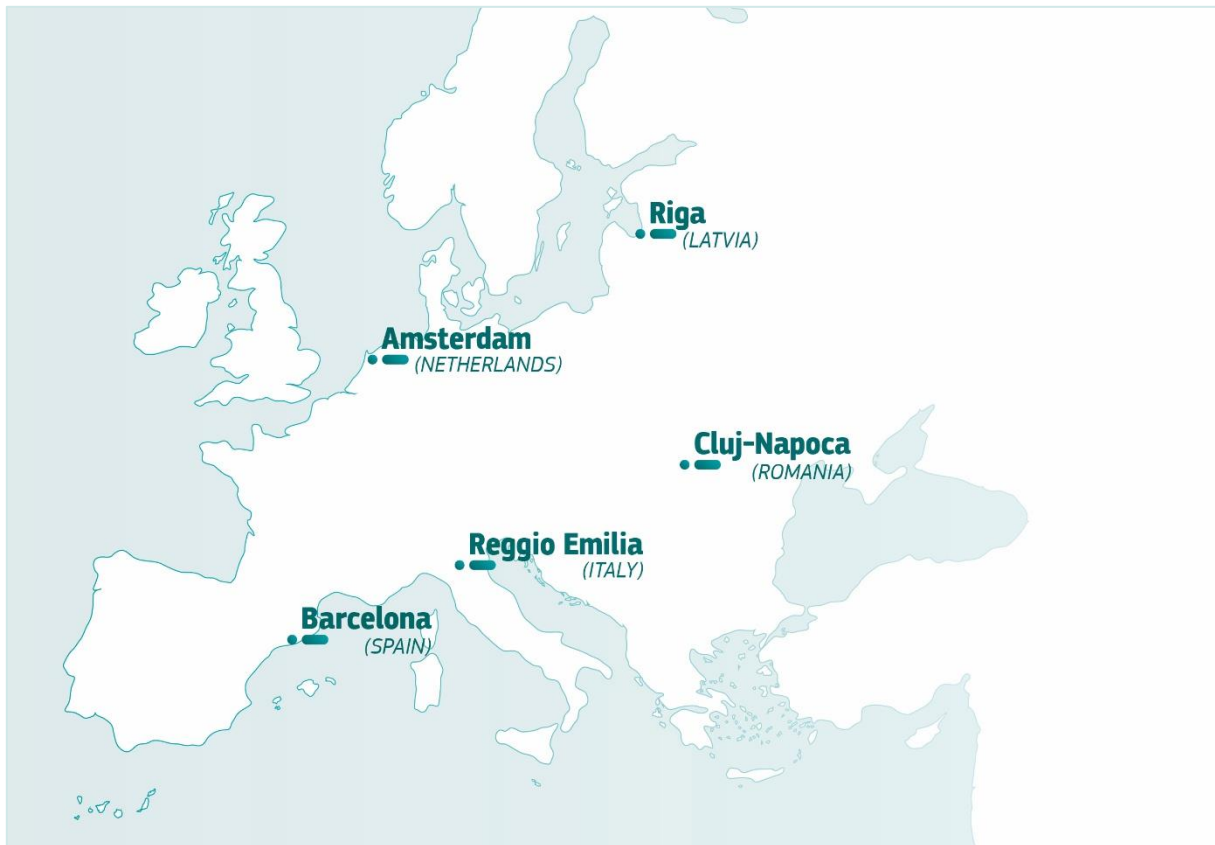 Riga
(LATVIA)
Amsterdam
(NETHERLANDS)
Cluj-Napoca
(ROMANIA)
Reggio Emilia
(ITALY)
Barcelona
(SPAIN)